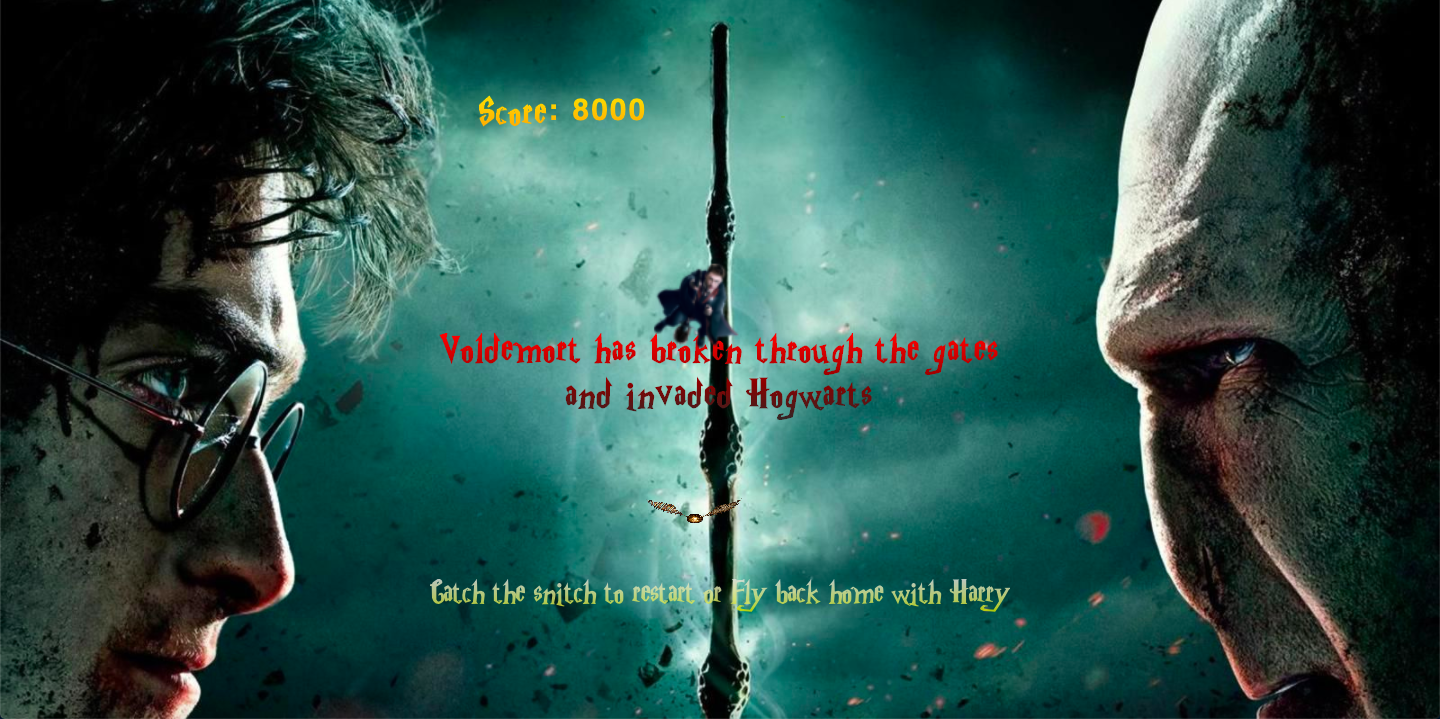 Score: 8000
Voldemort has broken through the gates
and invaded Hogwarts
Catch the snitch to restart or Fly back home with Harry